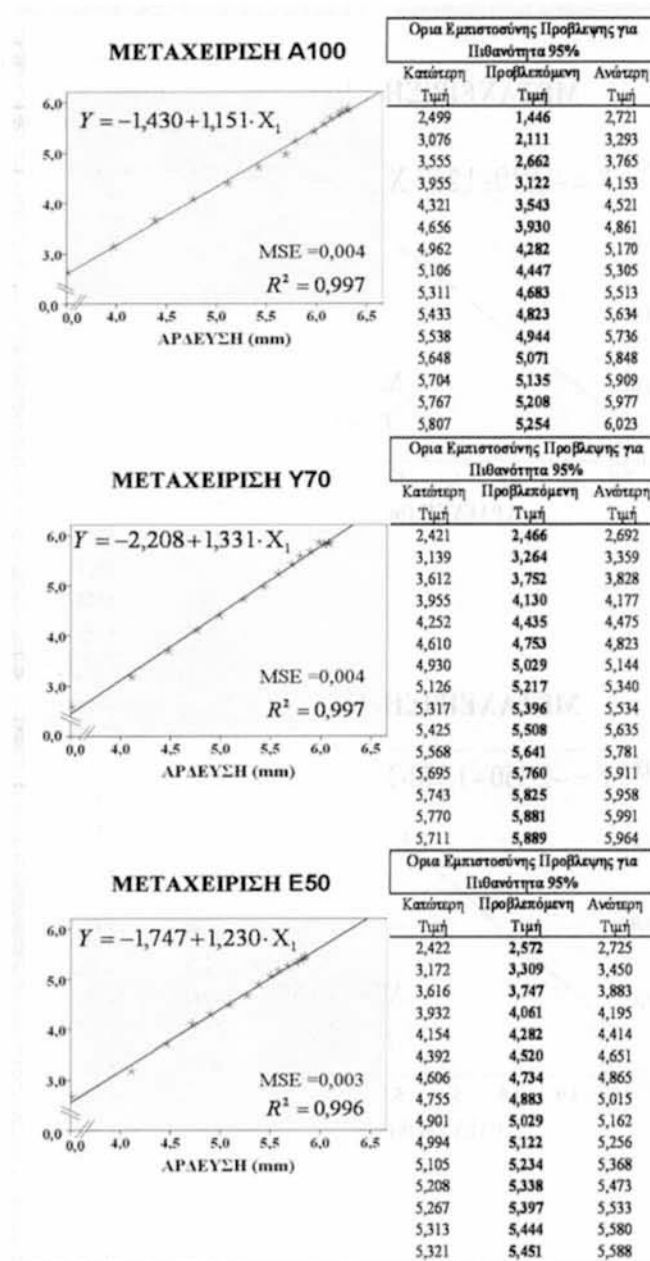 ΜΕΤΑΧΕΙΡΙΣΗ Α100
Y = −1,430+1,151· X₁
6,0
5,0
4,0
3,0
0,0
MSE =0,004
R² = 0,997
0,0 4,0 4,5 5,0 5,5 6,0 6,5
ΑΡΔΕΥΣΗ (mm)
Ορια Εμπιστοσύνης Προβλεψης για
Πιθανότητα 95%
Κατώτερη Προβλεπόμενη Ανώτερη
Τιμή Τιμή Τιμή
2,499 1,446 2,721
3,076 2,111 3,293
3,555 2,662 3,765
3,955 3,122 4,153
4,321 3,543 4,521
4,656 3,930 4,861
4,962 4,282 5,170
5,106 4,447 5,305
5,311 4,683 5,513
5,433 4,823 5,634
5,538 4,944 5,736
5,648 5,071 5,848
5,704 5,135 5,909
5,767 5,208 5,977
5,807 5,254 6,023
ΜΕΤΑΧΕΙΡΙΣΗ Υ70
Y = −2,208+1,331· X₁
6,0
5,0
4,0
3,0
0,0
MSE =0,004
R² = 0,997
0,0 4,0 4,5 5,0 5,5 6,0 6,5
ΑΡΔΕΥΣΗ (mm)
Ορια Εμπιστοσύνης Προβλεψης για
Πιθανότητα 95%
Κατώτερη Προβλεπόμενη Ανώτερη
Τιμή Τιμή Τιμή
2,421 2,466 2,692
3,139 3,264 3,359
3,612 3,752 3,828
3,955 4,130 4,177
4,252 4,435 4,475
4,610 4,753 4,823
4,930 5,029 5,144
5,126 5,217 5,340
5,317 5,396 5,534
5,425 5,508 5,635
5,568 5,641 5,781
5,695 5,760 5,911
5,743 5,825 5,958
5,770 5,881 5,991
5,711 5,889 5,964
ΜΕΤΑΧΕΙΡΙΣΗ Ε50
Y = −1,747+1,230· X₁
6,0
5,0
4,0
3,0
0,0
MSE =0,003
R² = 0,996
0,0 4,0 4,5 5,0 5,5 6,0 6,5
ΑΡΔΕΥΣΗ (mm)
Ορια Εμπιστοσύνης Προβλεψης για
Πιθανότητα 95%
Κατώτερη Προβλεπόμενη Ανώτερη
Τιμή Τιμή Τιμή
2,422 2,572 2,725
3,172 3,309 3,450
3,616 3,747 3,883
3,932 4,061 4,195
4,154 4,282 4,414
4,392 4,520 4,651
4,606 4,734 4,865
4,755 4,883 5,015
4,901 5,029 5,162
4,994 5,122 5,256
5,105 5,234 5,368
5,208 5,338 5,473
5,267 5,397 5,533
5,313 5,444 5,580
5,321 5,451 5,588